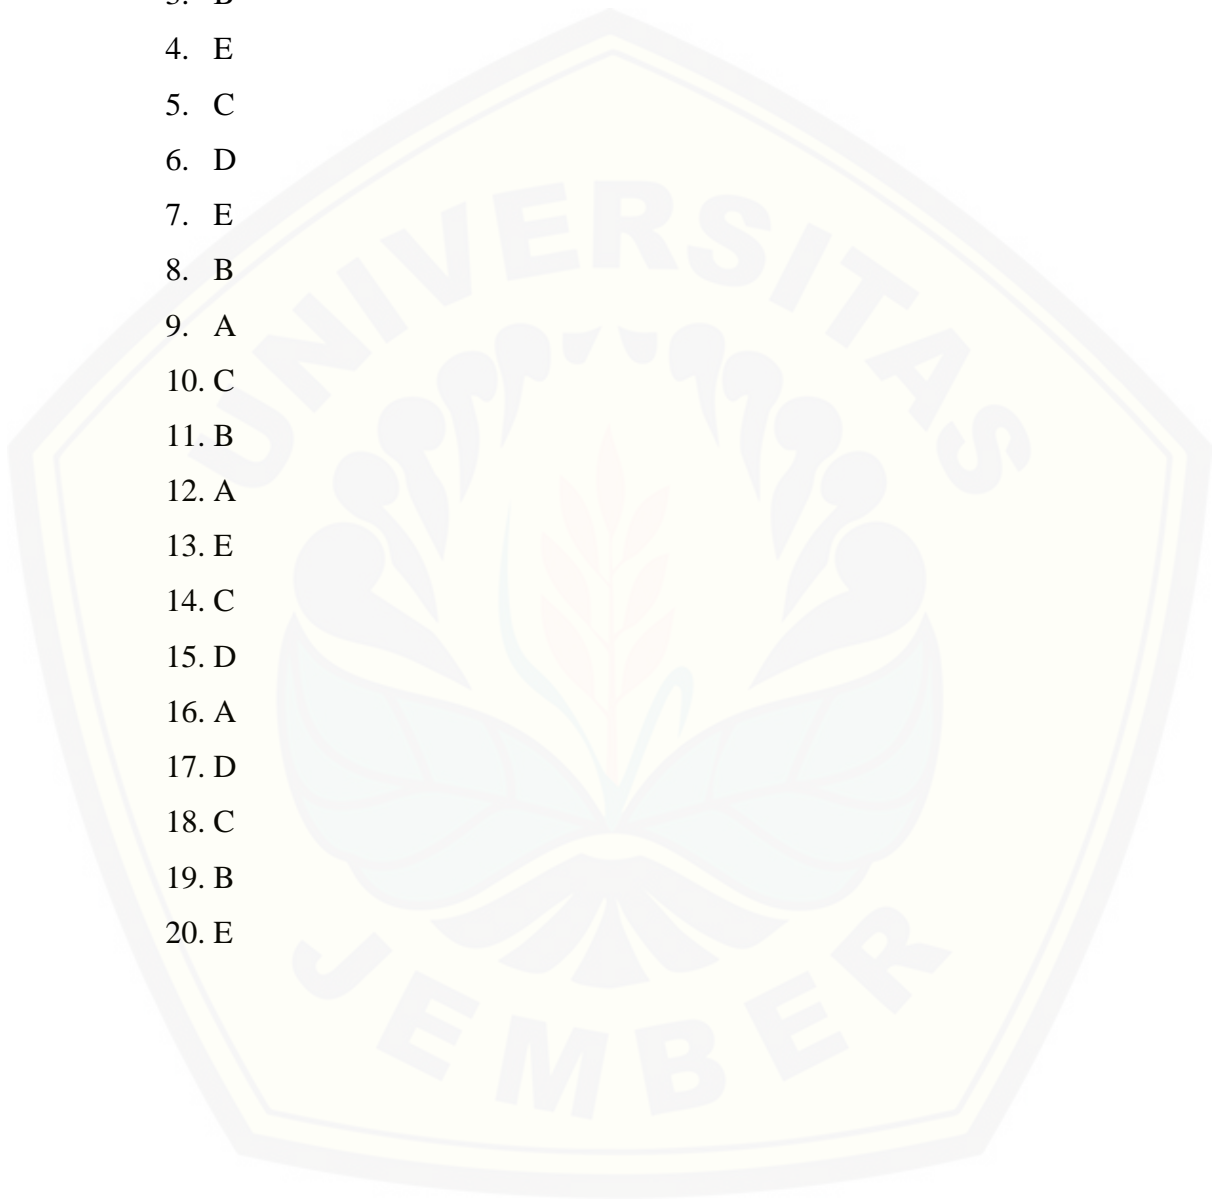 3. B
4. E
5. C
6. D
7. E
8. B
9. A
10. C
11. B
12. A
13. E
14. C
15. D
16. A
17. D
18. C
19. B
20. E
UNIVERSITAS
JEMBER